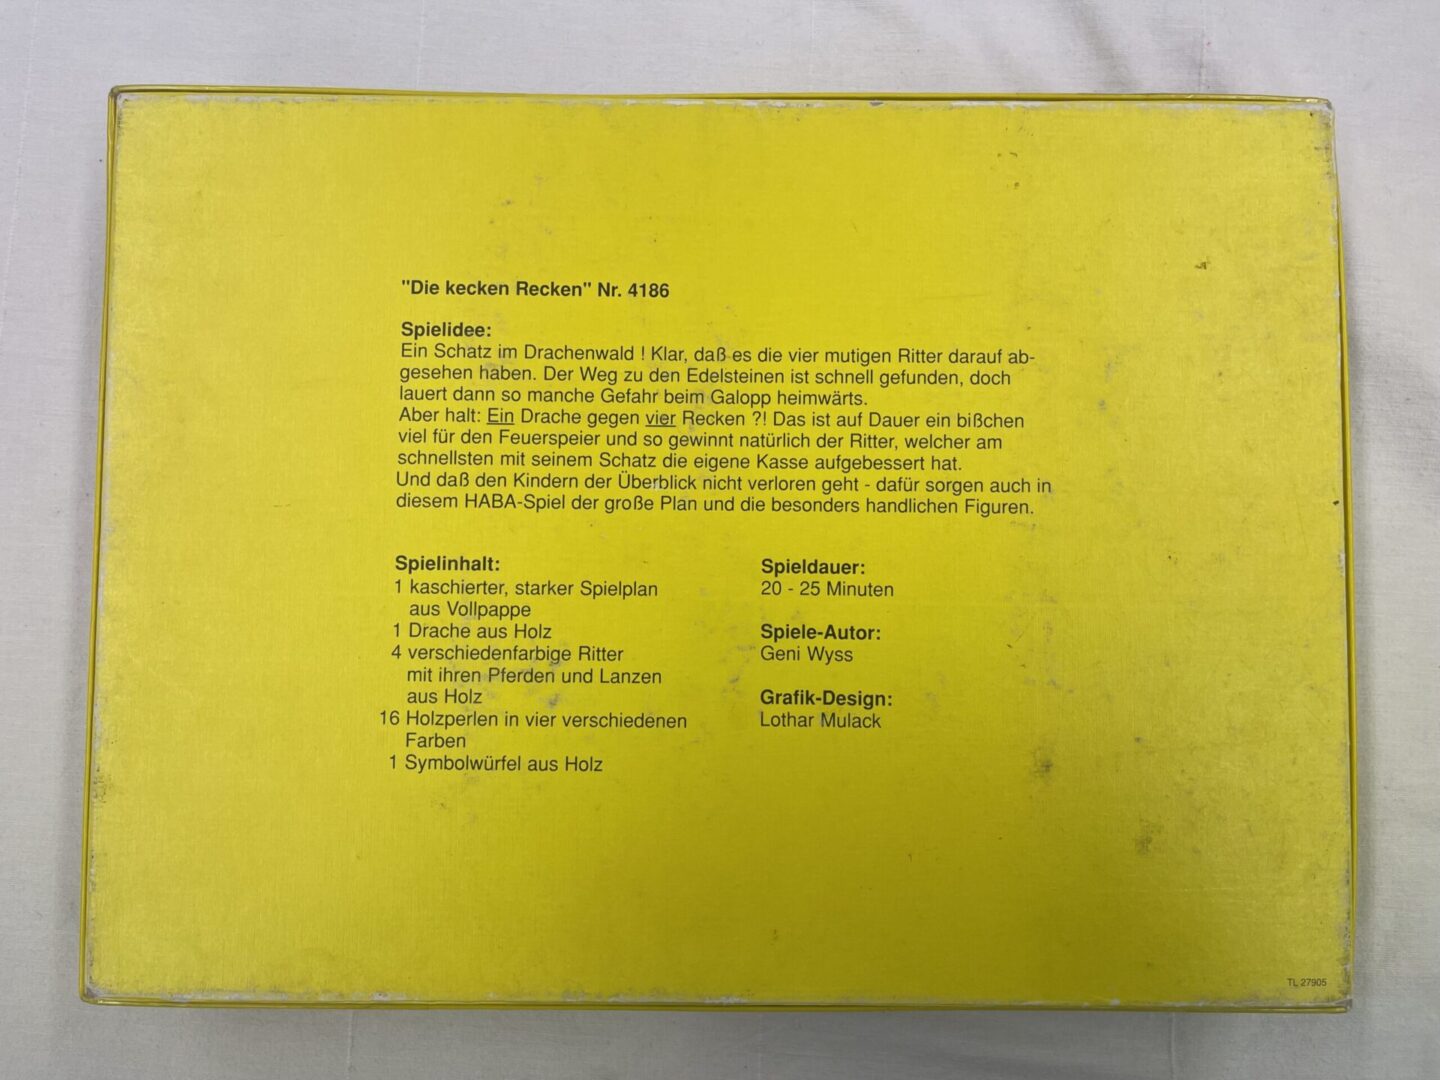 "Die kecken Recken" Nr. 4186
Spielidee:
Ein Schatz im Drachenwald ! Klar, daß es die vier mutigen Ritter darauf ab-
gesehen haben. Der Weg zu den Edelsteinen ist schnell gefunden, doch
lauert dann so manche Gefahr beim Galopp heimwärts.
Aber halt: Ein Drache gegen vier Recken ?! Das ist auf Dauer ein bißchen
viel für den Feuerspeier und so gewinnt natürlich der Ritter, welcher am
schnellsten mit seinem Schatz die eigene Kasse aufgebessert hat.
Und daß den Kindern der Überblick nicht verloren geht - dafür sorgen auch in
diesem HABA-Spiel der große Plan und die besonders handlichen Figuren.
Spielinhalt:
1 kaschierter, starker Spielplan
aus Vollpappe
1 Drache aus Holz
4 verschiedenfarbige Ritter
mit ihren Pferden und Lanzen
aus Holz
16 Holzperlen in vier verschiedenen
Farben
1 Symbolwürfel aus Holz
Spieldauer:
20 - 25 Minuten
Spiele-Autor:
Geni Wyss
Grafik-Design:
Lothar Mulack
TL 27905